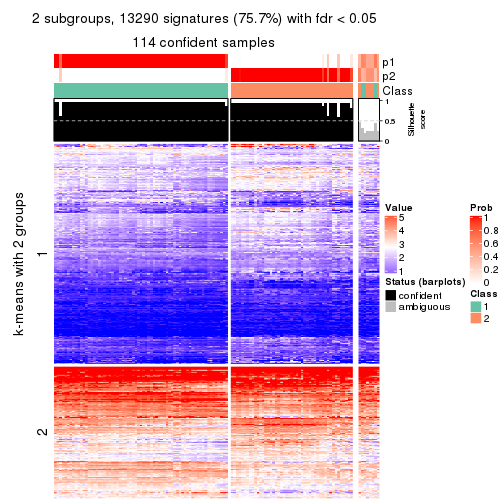 2 subgroups, 13290 signatures (75.7%) with fdr < 0.05
114 confident samples
p1
p2
Class
1
0.5
0
Silhouette
score
k-means with 2 groups
1
2
Value
5
4
3
2
1
Status (barplots)
confident
ambiguous
Prob
1
0.8
0.6
0.4
0.2
0
Class
1
2